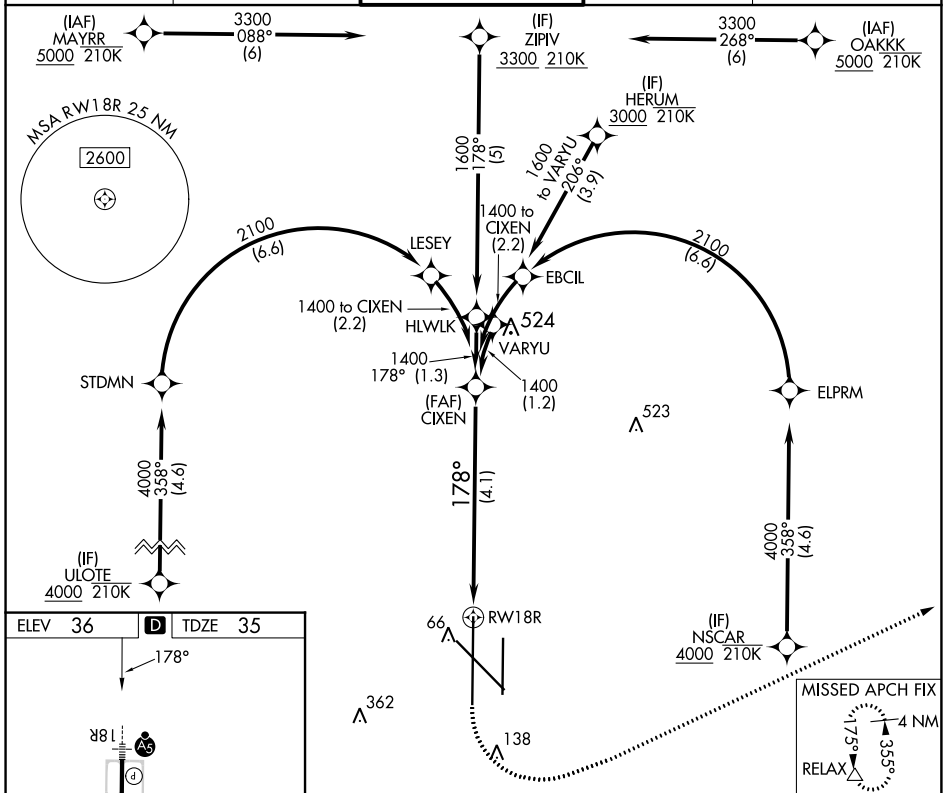 (IAF)
MAYRR
5000 210K
3300
088°
(6)
(IF)
ZIPIV
3300 210K
3300
268°
(6)
(IAF)
OAKKK
5000 210K
MSA RW18R 25 NM
2600
1600
178°
(5)
(IF)
HERUM
3000 210K
1600
to VARYU
206°
(3.9)
2100
(6.6)
LESEY
1400 to
CIXEN
(2.2)
EBCIL
2100
(6.6)
1400 to CIXEN
(2.2)
HLWLK
524
VARYU
1400
178° (1.3)
1400
(1.2)
STDMN
(FAF)
CIXEN
ELPRM
523
178°
(4.1)
4000
358°
(4.6)
4000
358°
(4.6)
(IF)
ULOTE
4000 210K
RW18R
66
(IF)
NSCAR
4000 210K
362
138
ELEV 36 D TDZE 35
178°
18R
A5
P
MISSED APCH FIX
4 NM
175°
355°
RELAX